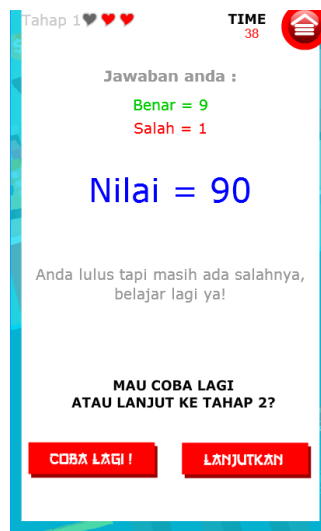 Tahap 1
TIME
38
Jawaban anda :
Benar = 9
Salah = 1
Nilai = 90
Anda lulus tapi masih ada salahnya,
belajar lagi ya!
MAU COBA LAGI
ATAU LANJUT KE TAHAP 2?
COBA LAGI !
LANJUTKAN